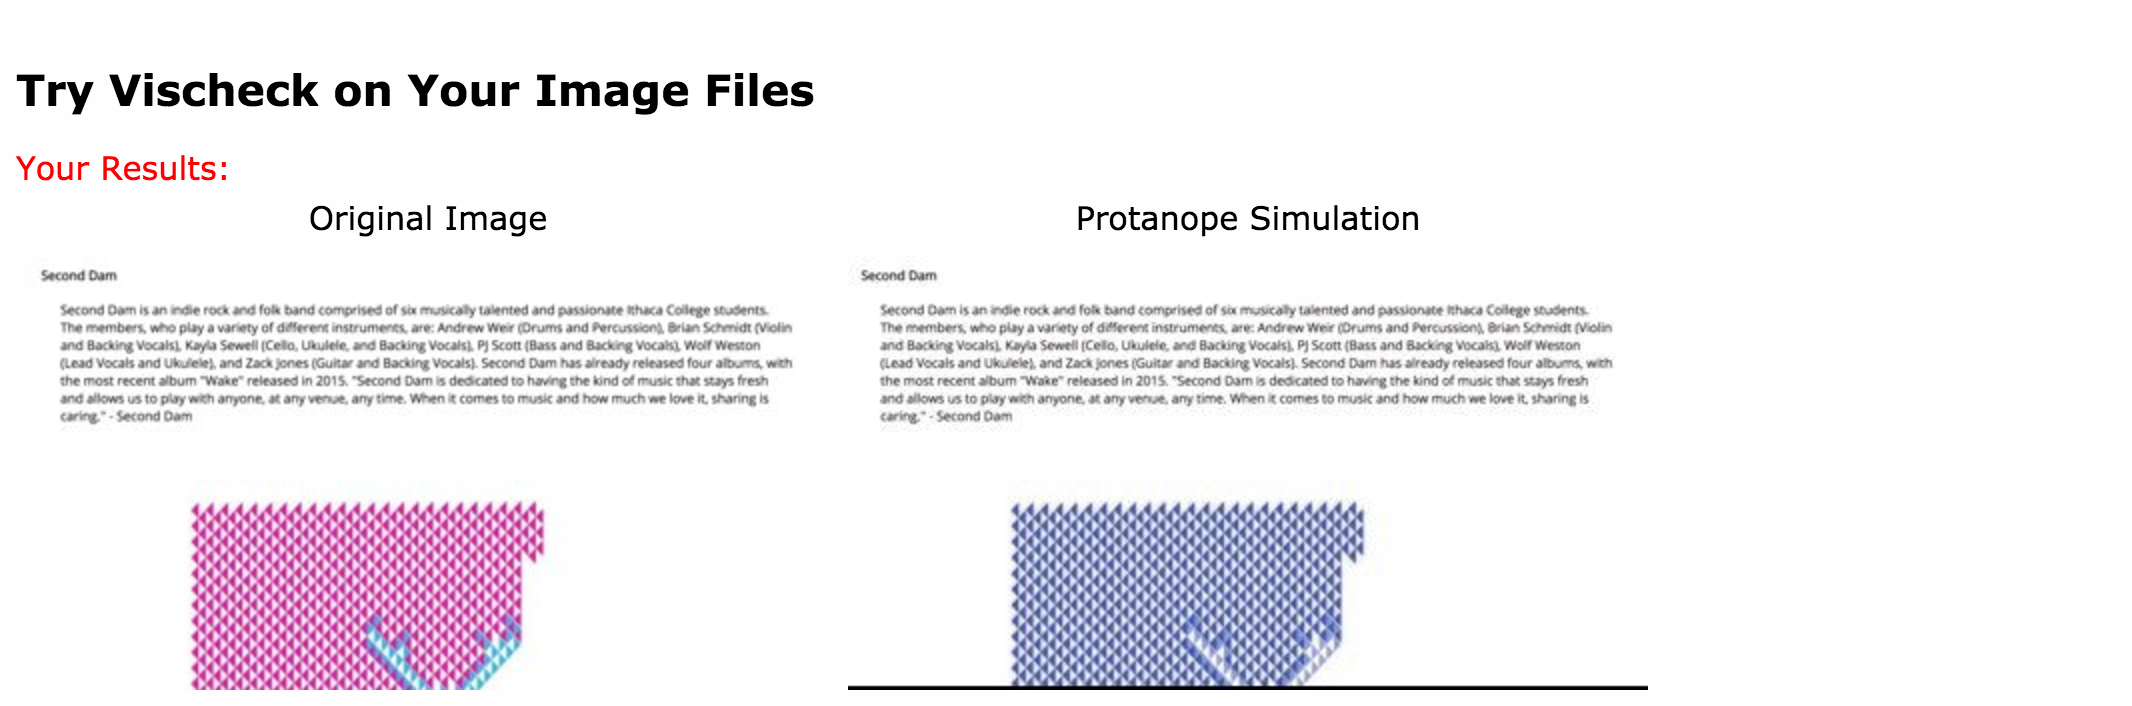 Try Vischeck on Your Image Files
Your Results:
Original Image
Protanope Simulation
Second Dam
Second Dam is an indie rock and folk band comprised of six musically talented and passionate Ithaca College students.
The members, who play a variety of different instruments, are: Andrew Weir (Drums and Percussion), Brian Schmidt (Violin
and Backing Vocals), Kayla Sewell (Cello, Ukulele, and Backing Vocals), PJ Scott (Bass and Backing Vocals), Wolf Weston
(Lead Vocals and Ukulele), and Zack Jones (Guitar and Backing Vocals). Second Dam has already released four albums, with
the most recent album "Wake" released in 2015. "Second Dam is dedicated to having the kind of music that stays fresh
and allows us to play with anyone, at any venue, any time. When it comes to music and how much we love it, sharing is
caring." - Second Dam
Second Dam
Second Dam is an indie rock and folk band comprised of six musically talented and passionate Ithaca College students.
The members, who play a variety of different instruments, are: Andrew Weir (Drums and Percussion), Brian Schmidt (Violin
and Backing Vocals), Kayla Sewell (Cello, Ukulele, and Backing Vocals), PJ Scott (Bass and Backing Vocals), Wolf Weston
(Lead Vocals and Ukulele), and Zack Jones (Guitar and Backing Vocals). Second Dam has already released four albums, with
the most recent album "Wake" released in 2015. "Second Dam is dedicated to having the kind of music that stays fresh
and allows us to play with anyone, at any venue, any time. When it comes to music and how much we love it, sharing is
caring." - Second Dam